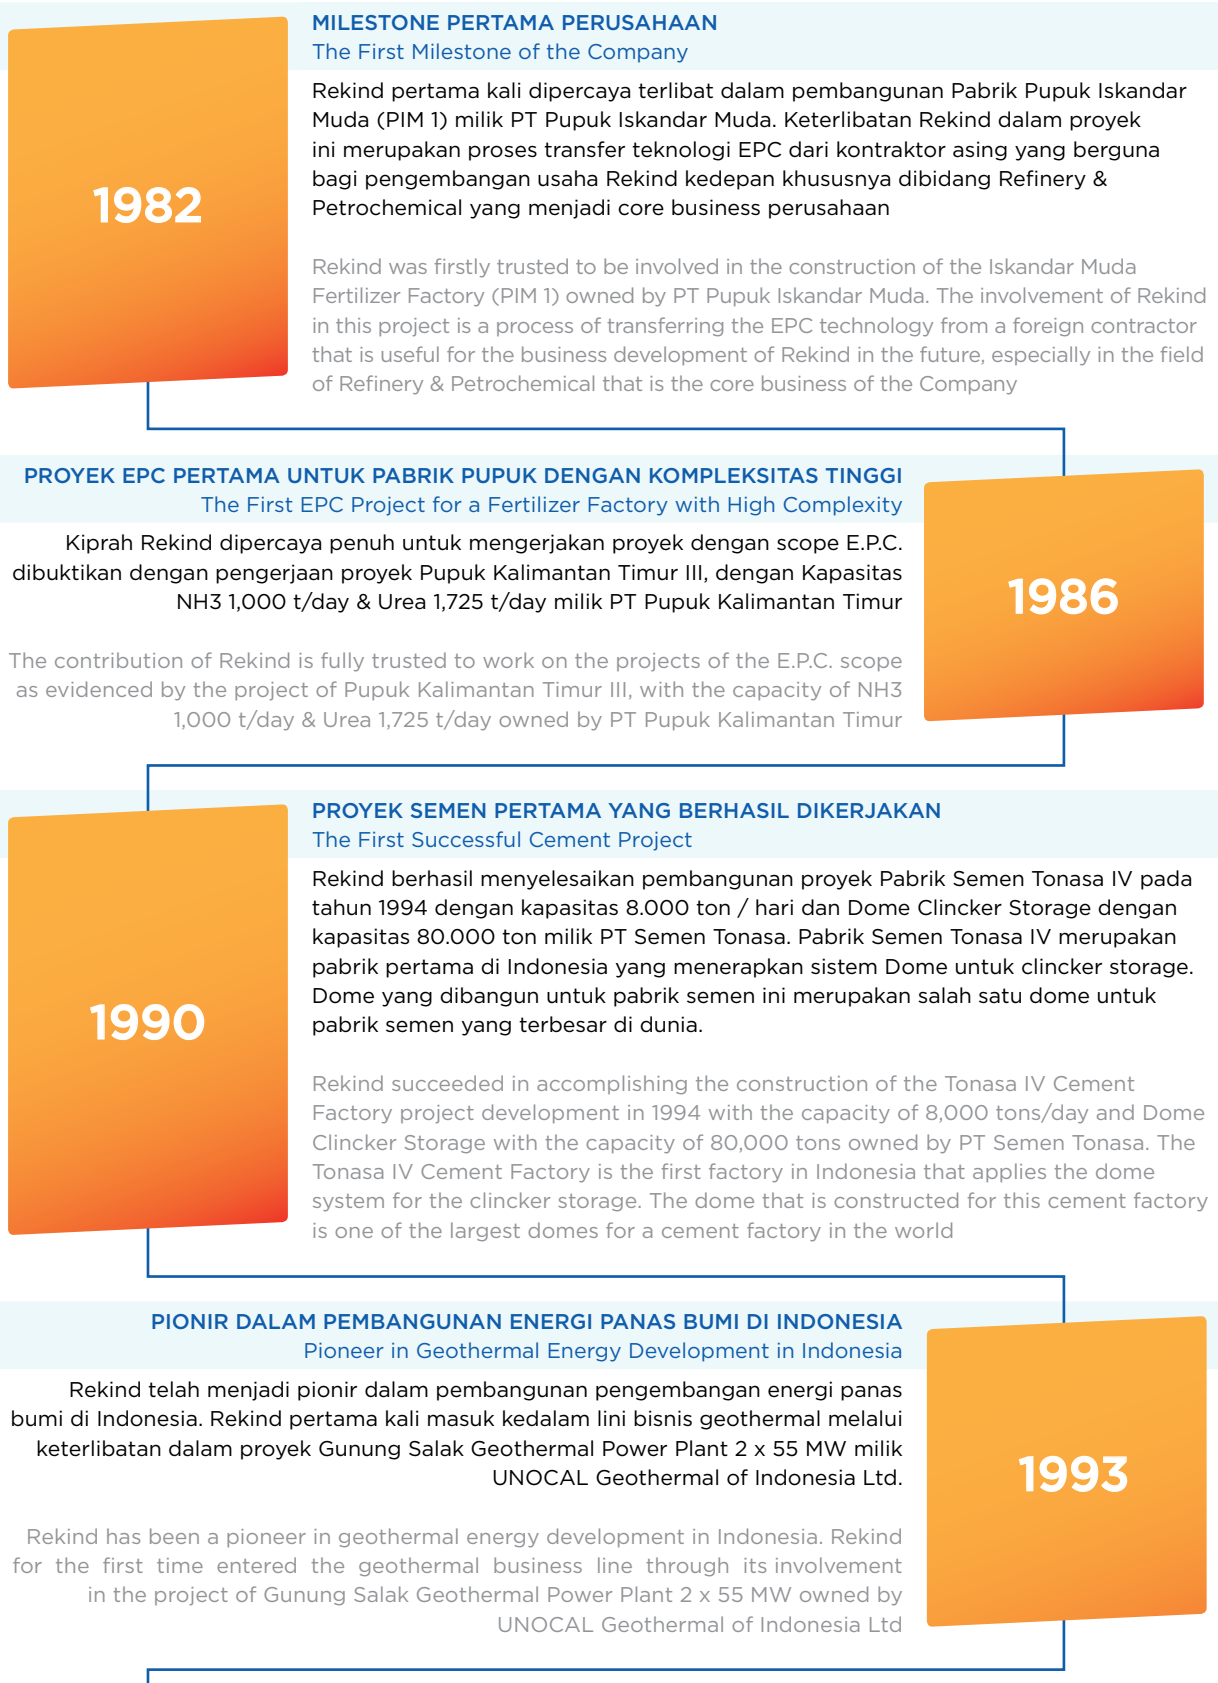 MILESTONE PERTAMA PERUSAHAAN
The First Milestone of the Company
1982
Rekind pertama kali dipercaya terlibat dalam pembangunan Pabrik Pupuk Iskandar
Muda (PIM 1) milik PT Pupuk Iskandar Muda. Keterlibatan Rekind dalam proyek
ini merupakan proses transfer teknologi EPC dari kontraktor asing yang berguna
bagi pengembangan usaha Rekind kedepan khususnya dibidang Refinery &
Petrochemical yang menjadi core business perusahaan
Rekind was firstly trusted to be involved in the construction of the Iskandar Muda
Fertilizer Factory (PIM 1) owned by PT Pupuk Iskandar Muda. The involvement of Rekind
in this project is a process of transferring the EPC technology from a foreign contractor
that is useful for the business development of Rekind in the future, especially in the field
of Refinery & Petrochemical that is the core business of the Company
PROYEK EPC PERTAMA UNTUK PABRIK PUPUK DENGAN KOMPLEKSITAS TINGGI
The First EPC Project for a Fertilizer Factory with High Complexity
1986
Kiprah Rekind dipercaya penuh untuk mengerjakan proyek dengan scope E.P.C.
dibuktikan dengan pengerjaan proyek Pupuk Kalimantan Timur III, dengan Kapasitas
NH3 1,000 t/day & Urea 1,725 t/day milik PT Pupuk Kalimantan Timur
The contribution of Rekind is fully trusted to work on the projects of the E.P.C. scope
as evidenced by the project of Pupuk Kalimantan Timur III, with the capacity of NH3
1,000 t/day & Urea 1,725 t/day owned by PT Pupuk Kalimantan Timur
PROYEK SEMEN PERTAMA YANG BERHASIL DIKERJAKAN
The First Successful Cement Project
1990
Rekind berhasil menyelesaikan pembangunan proyek Pabrik Semen Tonasa IV pada
tahun 1994 dengan kapasitas 8.000 ton / hari dan Dome Clincker Storage dengan
kapasitas 80.000 ton milik PT Semen Tonasa. Pabrik Semen Tonasa IV merupakan
pabrik pertama di Indonesia yang menerapkan sistem Dome untuk clincker storage.
Dome yang dibangun untuk pabrik semen ini merupakan salah satu dome untuk
pabrik semen yang terbesar di dunia.
Rekind succeeded in accomplishing the construction of the Tonasa IV Cement
Factory project development in 1994 with the capacity of 8,000 tons/day and Dome
Clincker Storage with the capacity of 80,000 tons owned by PT Semen Tonasa. The
Tonasa IV Cement Factory is the first factory in Indonesia that applies the dome
system for the clincker storage. The dome that is constructed for this cement factory
is one of the largest domes for a cement factory in the world
PIONIR DALAM PEMBANGUNAN ENERGI PANAS BUMI DI INDONESIA
Pioneer in Geothermal Energy Development in Indonesia
1993
Rekind telah menjadi pionir dalam pembangunan pengembangan energi panas
bumi di Indonesia. Rekind pertama kali masuk kedalam lini bisnis geothermal melalui
keterlibatan dalam proyek Gunung Salak Geothermal Power Plant 2 x 55 MW milik
UNOCAL Geothermal of Indonesia Ltd.
Rekind has been a pioneer in geothermal energy development in Indonesia. Rekind
for the first time entered the geothermal business line through its involvement
in the project of Gunung Salak Geothermal Power Plant 2 x 55 MW owned by
UNOCAL Geothermal of Indonesia Ltd